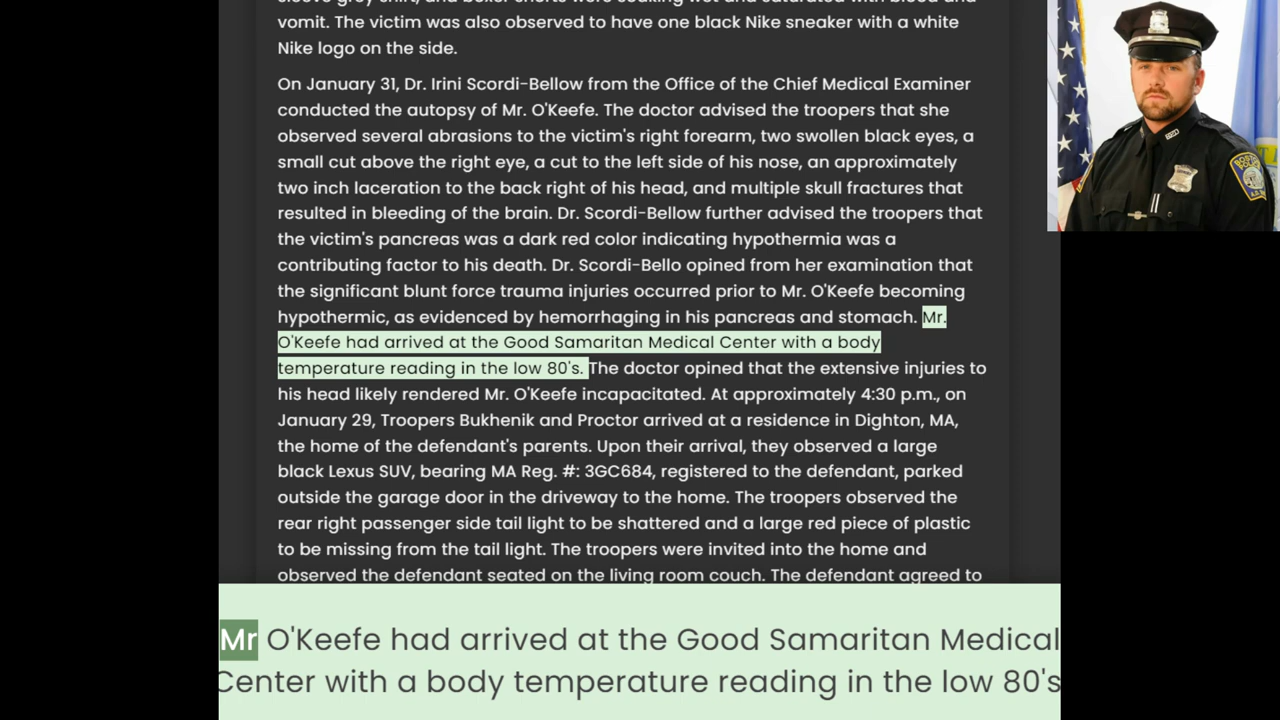 sleeve grey shirt, and boxer shorts were soaking wet and saturated with blood and
vomit. The victim was also observed to have one black Nike sneaker with a white
Nike logo on the side.
On January 31, Dr. Irini Scordi-Bellow from the Office of the Chief Medical Examiner
conducted the autopsy of Mr. O'Keefe. The doctor advised the troopers that she
observed several abrasions to the victim's right forearm, two swollen black eyes, a
small cut above the right eye, a cut to the left side of his nose, an approximately
two inch laceration to the back right of his head, and multiple skull fractures that
resulted in bleeding of the brain. Dr. Scordi-Bellow further advised the troopers that
the victim's pancreas was a dark red color indicating hypothermia was a
contributing factor to his death. Dr. Scordi-Bello opined from her examination that
the significant blunt force trauma injuries occurred prior to Mr. O'Keefe becoming
hypothermic, as evidenced by hemorrhaging in his pancreas and stomach. Mr.
O'Keefe had arrived at the Good Samaritan Medical Center with a body
temperature reading in the low 80's. The doctor opined that the extensive injuries to
his head likely rendered Mr. O'Keefe incapacitated. At approximately 4:30 p.m., on
January 29, Troopers Bukhenik and Proctor arrived at a residence in Dighton, MA,
the home of the defendant's parents. Upon their arrival, they observed a large
black Lexus SUV, bearing MA Reg. #: 3GC684, registered to the defendant, parked
outside the garage door in the driveway to the home. The troopers observed the
rear right passenger side tail light to be shattered and a large red piece of plastic
to be missing from the tail light. The troopers were invited into the home and
observed the defendant seated on the living room couch. The defendant agreed to
Mr O'Keefe had arrived at the Good Samaritan Medical
Center with a body temperature reading in the low 80's